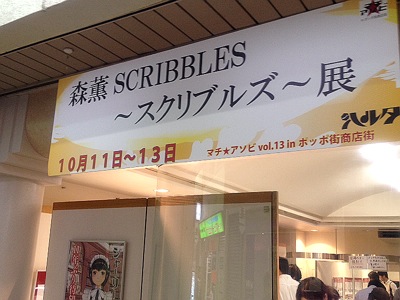 森薫 SCRIBBLES
～スクリブルズ～展
ハルタ
10月11日～13日
マチ★アソビ vol.13 in ポッポ街商店街